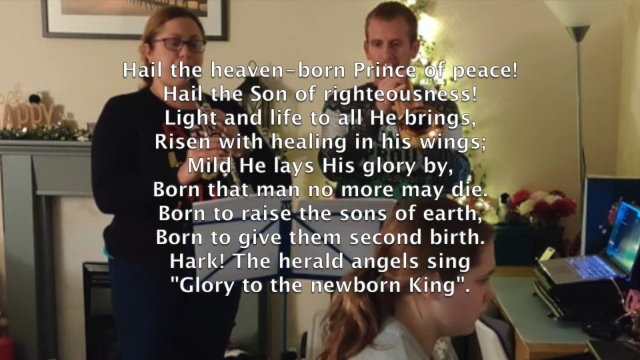 HAPPY
Hail the heaven-born Prince of peace!
Hail the Son of righteousness!
Light and life to all He brings,
Risen with healing in his wings;
Mild He lays His glory by,
Born that man no more may die.
Born to raise the sons of earth,
Born to give them second birth.
Hark! The herald angels sing
"Glory to the newborn King".